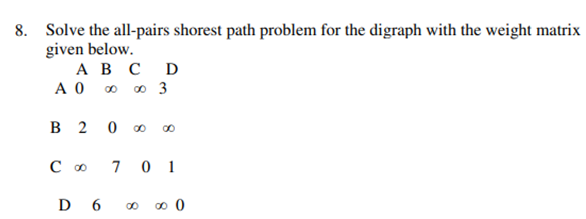 8. Solve the all-pairs shorest path problem for the digraph with the weight matrix
given below.
A B C D
A 0 ∞ ∞ 3
B 2 0 ∞ ∞
C ∞ 7 0 1
D 6 ∞ ∞ 0